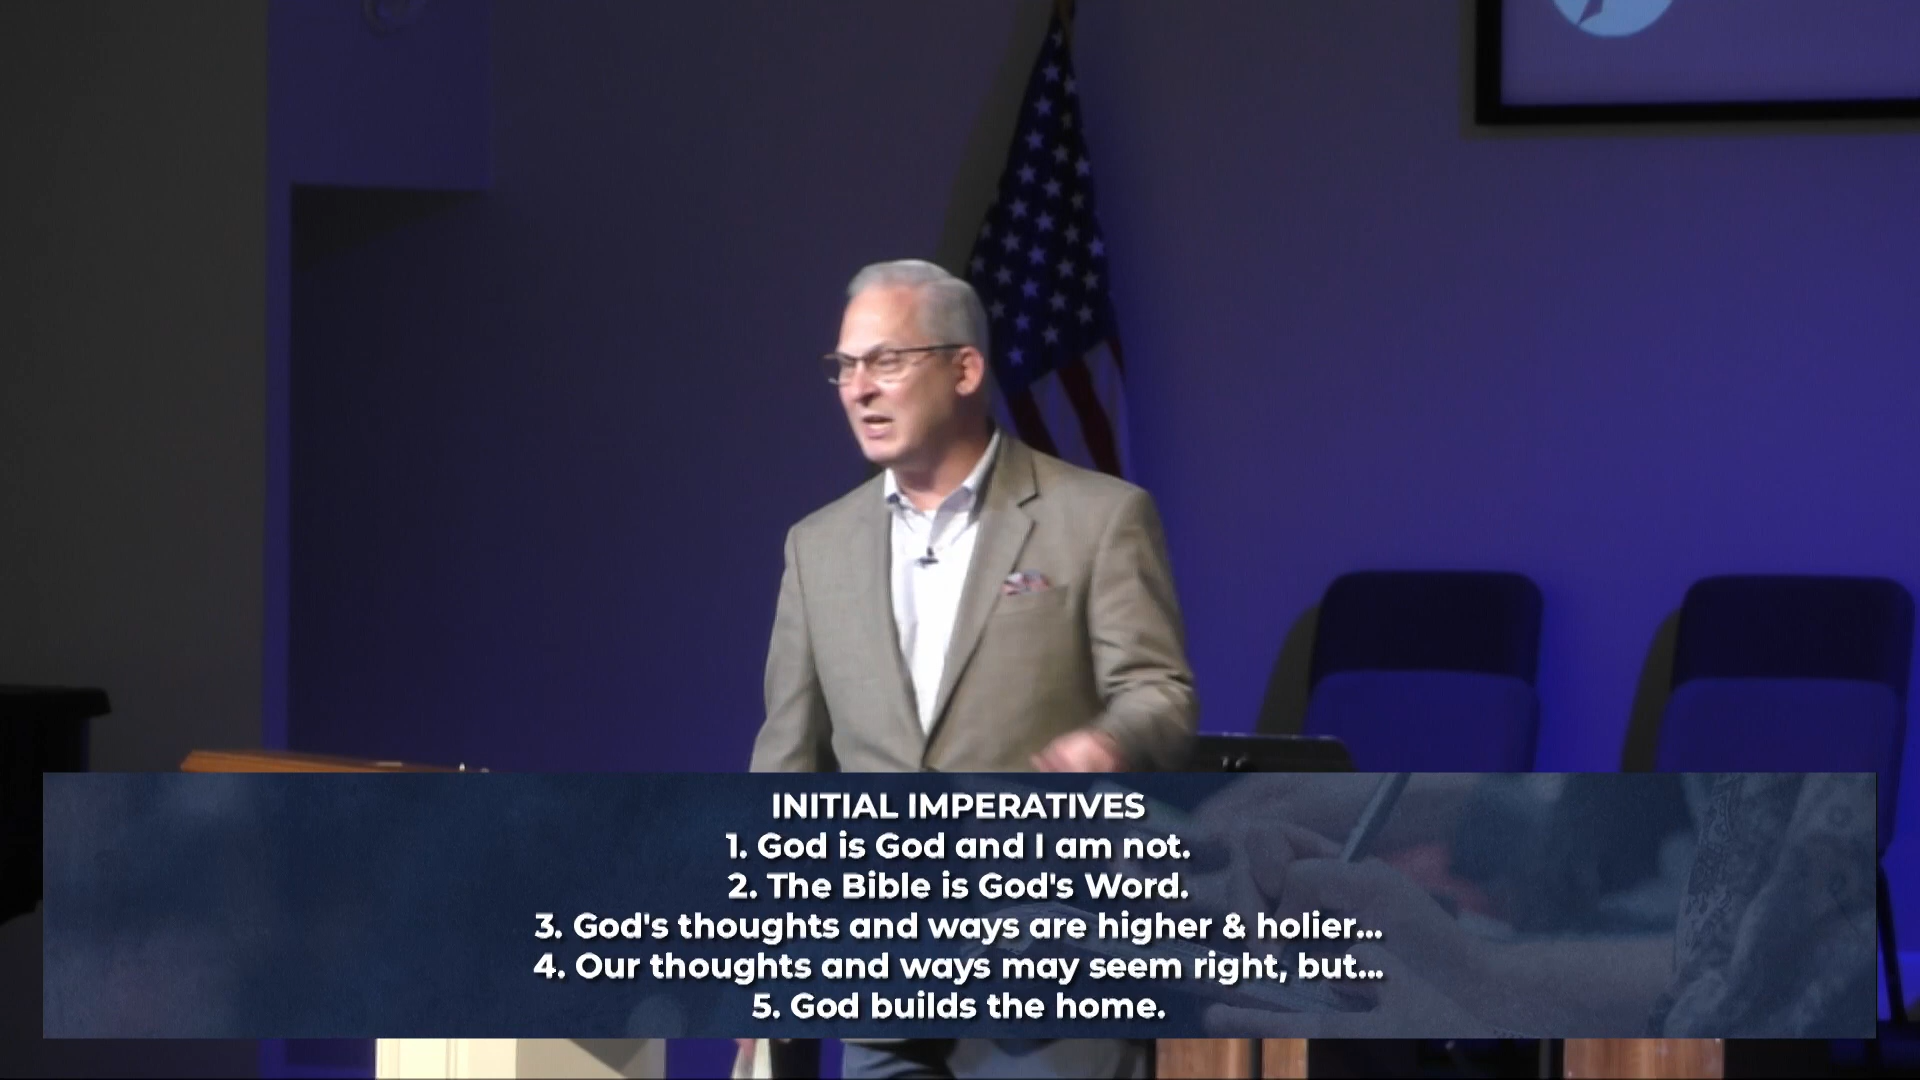 INITIAL IMPERATIVES
1. God is God and I am not.
2. The Bible is God's Word.
3. God's thoughts and ways are higher & holier...
4. Our thoughts and ways may seem right, but...
5. God builds the home.